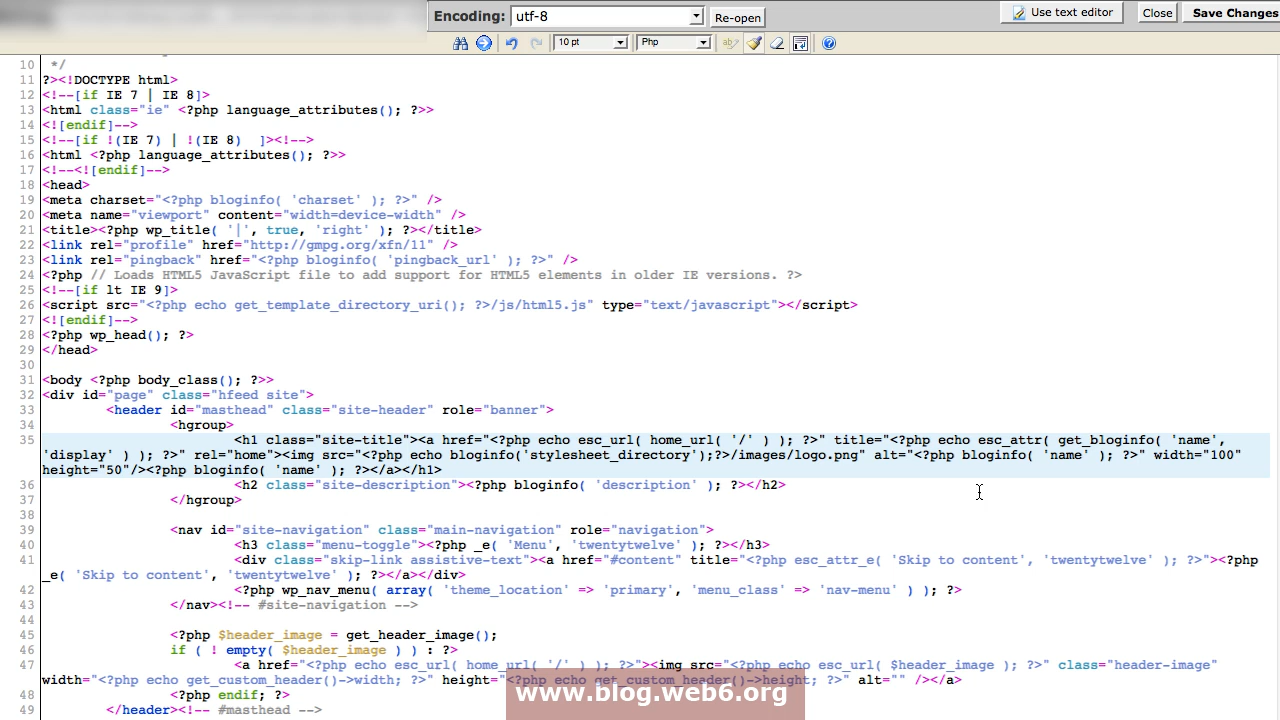 Encoding: utf-8 Re-open Use text editor Close Save Changes
10 pt Php
10 */
11 ?><!DOCTYPE html>
12 <!--[if IE 7 | IE 8]>
13 <html class="ie" <?php language_attributes(); ?>>
14 <![endif]-->
15 <!--[if !(IE 7) | !(IE 8)  ]><!-->
16 <html <?php language_attributes(); ?>>
17 <!--<![endif]-->
18 <head>
19 <meta charset="<?php bloginfo( 'charset' ); ?>" />
20 <meta name="viewport" content="width=device-width" />
21 <title><?php wp_title( '|', true, 'right' ); ?></title>
22 <link rel="profile" href="http://gmpg.org/xfn/11" />
23 <link rel="pingback" href="<?php bloginfo( 'pingback_url' ); ?>" />
24 <?php // Loads HTML5 JavaScript file to add support for HTML5 elements in older IE versions. ?>
25 <!--[if lt IE 9]>
26 <script src="<?php echo get_template_directory_uri(); ?>/js/html5.js" type="text/javascript"></script>
27 <![endif]-->
28 <?php wp_head(); ?>
29 </head>
30
31 <body <?php body_class(); ?>>
32 <div id="page" class="hfeed site">
33 <header id="masthead" class="site-header" role="banner">
34 <hgroup>
35 <h1 class="site-title"><a href="<?php echo esc_url( home_url( '/' ) ); ?>" title="<?php echo esc_attr( get_bloginfo( 'name',
'display' ) ); ?>" rel="home"><img src="<?php echo bloginfo('stylesheet_directory');?>/images/logo.png" alt="<?php bloginfo( 'name' ); ?>" width="100"
height="50"/><?php bloginfo( 'name' ); ?></a></h1>
36 <h2 class="site-description"><?php bloginfo( 'description' ); ?></h2>
37 </hgroup>
38
39 <nav id="site-navigation" class="main-navigation" role="navigation">
40 <h3 class="menu-toggle"><?php _e( 'Menu', 'twentytwelve' ); ?></h3>
41 <div class="skip-link assistive-text"><a href="#content" title="<?php esc_attr_e( 'Skip to content', 'twentytwelve' ); ?>"><?php
_e( 'Skip to content', 'twentytwelve' ); ?></a></div>
42 <?php wp_nav_menu( array( 'theme_location' => 'primary', 'menu_class' => 'nav-menu' ) ); ?>
43 </nav><!-- #site-navigation -->
44
45 <?php $header_image = get_header_image();
46 if ( ! empty( $header_image ) ) : ?>
47 <a href="<?php echo esc_url( home_url( '/' ) ); ?>"><img src="<?php echo esc_url( $header_image ); ?>" class="header-image"
width="<?php echo get_custom_header()->width; ?>" height="<?php echo get_custom_header()->height; ?>" alt="" /></a>
48 <?php endif; ?>
49 </header><!-- #masthead -->
www.blog.web6.org